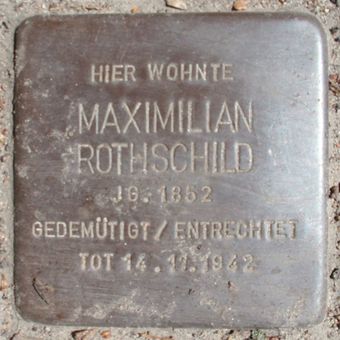 HIER WOHNTE
MAXIMILIAN
ROTHSCHILD
JG. 1852
GEDEMÜTIGT / ENTRECHTET
TOT 14.11.1942